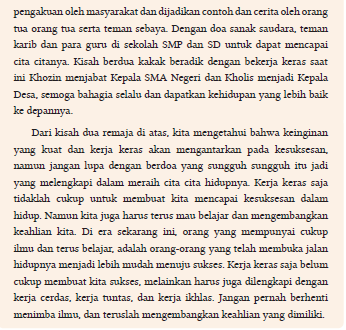 pengakuan oleh masyarakat dan dijadikan contoh dan cerita oleh orang
tua orang tua serta teman sebaya. Dengan doa sanak saudara, teman
karib dan para guru di sekolah SMP dan SD untuk dapat mencapai
cita citanya. Kisah berdua kakak beradik dengan bekerja keras saat
ini Khozin menjabat Kepala SMA Negeri dan Kholis menjadi Kepala
Desa, semoga bahagia selalu dan dapatkan kehidupan yang lebih baik
ke depannya.
Dari kisah dua remaja di atas, kita mengetahui bahwa keinginan
yang kuat dan kerja keras akan mengantarkan pada kesuksesan,
namun jangan lupa dengan berdoa yang sungguh sungguh itu jadi
yang melengkapi dalam meraih cita cita hidupnya. Kerja keras saja
tidaklah cukup untuk membuat kita mencapai kesuksesan dalam
hidup. Namun kita juga harus terus mau belajar dan mengembangkan
keahlian kita. Di era sekarang ini, orang yang mempunyai cukup
ilmu dan terus belajar, adalah orang-orang yang telah membuka jalan
hidupnya menjadi lebih mudah menuju sukses. Kerja keras saja belum
cukup membuat kita sukses, melainkan harus juga dilengkapi dengan
kerja cerdas, kerja tuntas, dan kerja ikhlas. Jangan pernah berhenti
menimba ilmu, dan teruslah mengembangkan keahlian yang dimiliki.